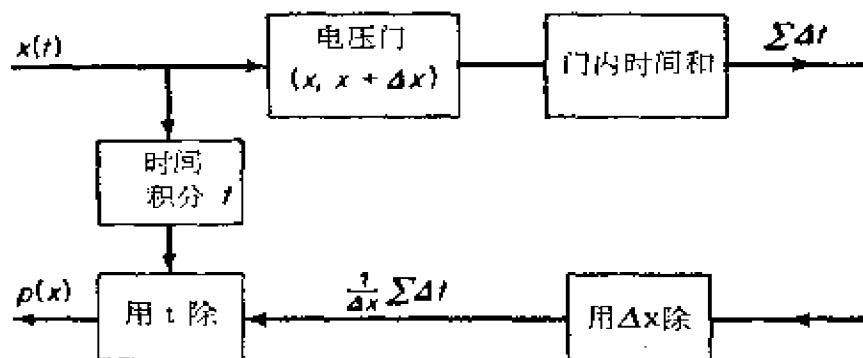 x(t)
电压门
(x, x + Δx)
门内时间和
ΣΔt
时间
积分 t
p(x)
用 t 除
1/Δx ΣΔt
用Δx除